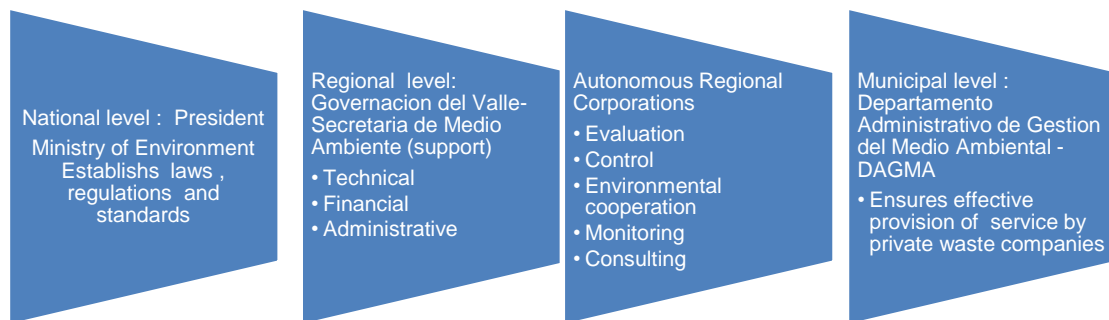 National level :  President
Ministry of Environment
Establishs  laws ,
regulations  and
standards
Regional  level:
Governacion del Valle-
Secretaria de Medio
Ambiente (support)
• Technical
• Financial
• Administrative
Autonomous Regional
Corporations
• Evaluation
• Control
• Environmental
cooperation
• Monitoring
• Consulting
Municipal level :
Departamento
Administrativo de Gestion
del Medio Ambiental -
DAGMA
• Ensures effective
provision of  service by
private waste companies